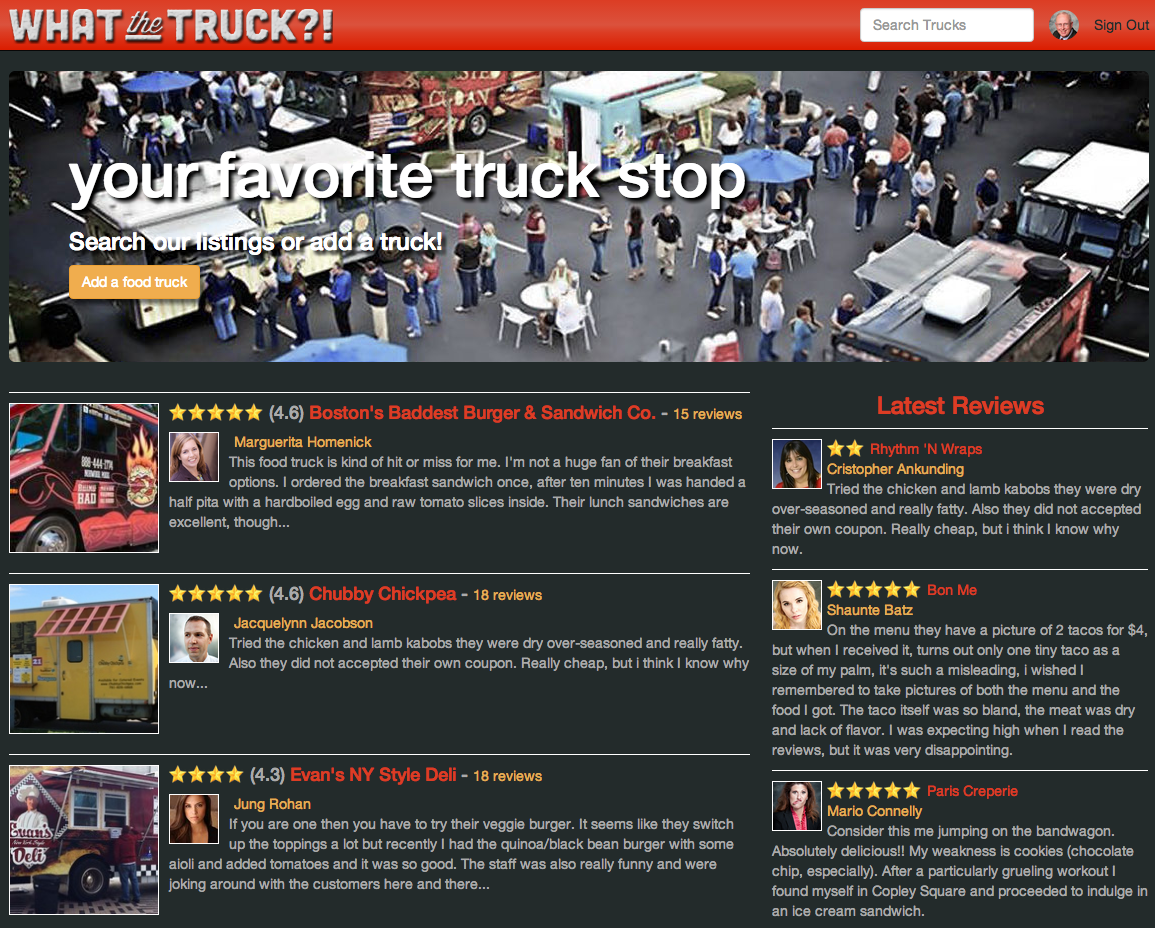 WHAT the TRUCK?!
Search Trucks
Sign Out
CUBAN
your favorite truck stop
Search our listings or add a truck!
Add a food truck
(4.6) Boston's Baddest Burger & Sandwich Co. - 15 reviews
Marguerita Homenick
This food truck is kind of hit or miss for me. I'm not a huge fan of their breakfast
options. I ordered the breakfast sandwich once, after ten minutes I was handed a
half pita with a hardboiled egg and raw tomato slices inside. Their lunch sandwiches are
excellent, though...
BAD
(4.6) Chubby Chickpea - 18 reviews
Jacquelynn Jacobson
Tried the chicken and lamb kabobs they were dry over-seasoned and really fatty.
Also they did not accepted their own coupon. Really cheap, but i think I know why
now...
(4.3) Evan's NY Style Deli - 18 reviews
Jung Rohan
If you are one then you have to try their veggie burger. It seems like they switch
up the toppings a lot but recently I had the quinoa/black bean burger with some
aioli and added tomatoes and it was so good. The staff was also really funny and were
joking around with the customers here and there...
Evan's
New York Style
Deli
Latest Reviews
Rhythm 'N Wraps
Cristopher Ankunding
Tried the chicken and lamb kabobs they were dry
over-seasoned and really fatty. Also they did not accepted
their own coupon. Really cheap, but i think I know why
now.
Bon Me
Shaunte Batz
On the menu they have a picture of 2 tacos for $4,
but when I received it, turns out only one tiny taco as a
size of my palm, it's such a misleading, i wished I
remembered to take pictures of both the menu and the
food I got. The taco itself was so bland, the meat was dry
and lack of flavor. I was expecting high when I read the
reviews, but it was very disappointing.
Paris Creperie
Mario Connelly
Consider this me jumping on the bandwagon.
Absolutely delicious!! My weakness is cookies (chocolate
chip, especially). After a particularly grueling workout I
found myself in Copley Square and proceeded to indulge in
an ice cream sandwich.